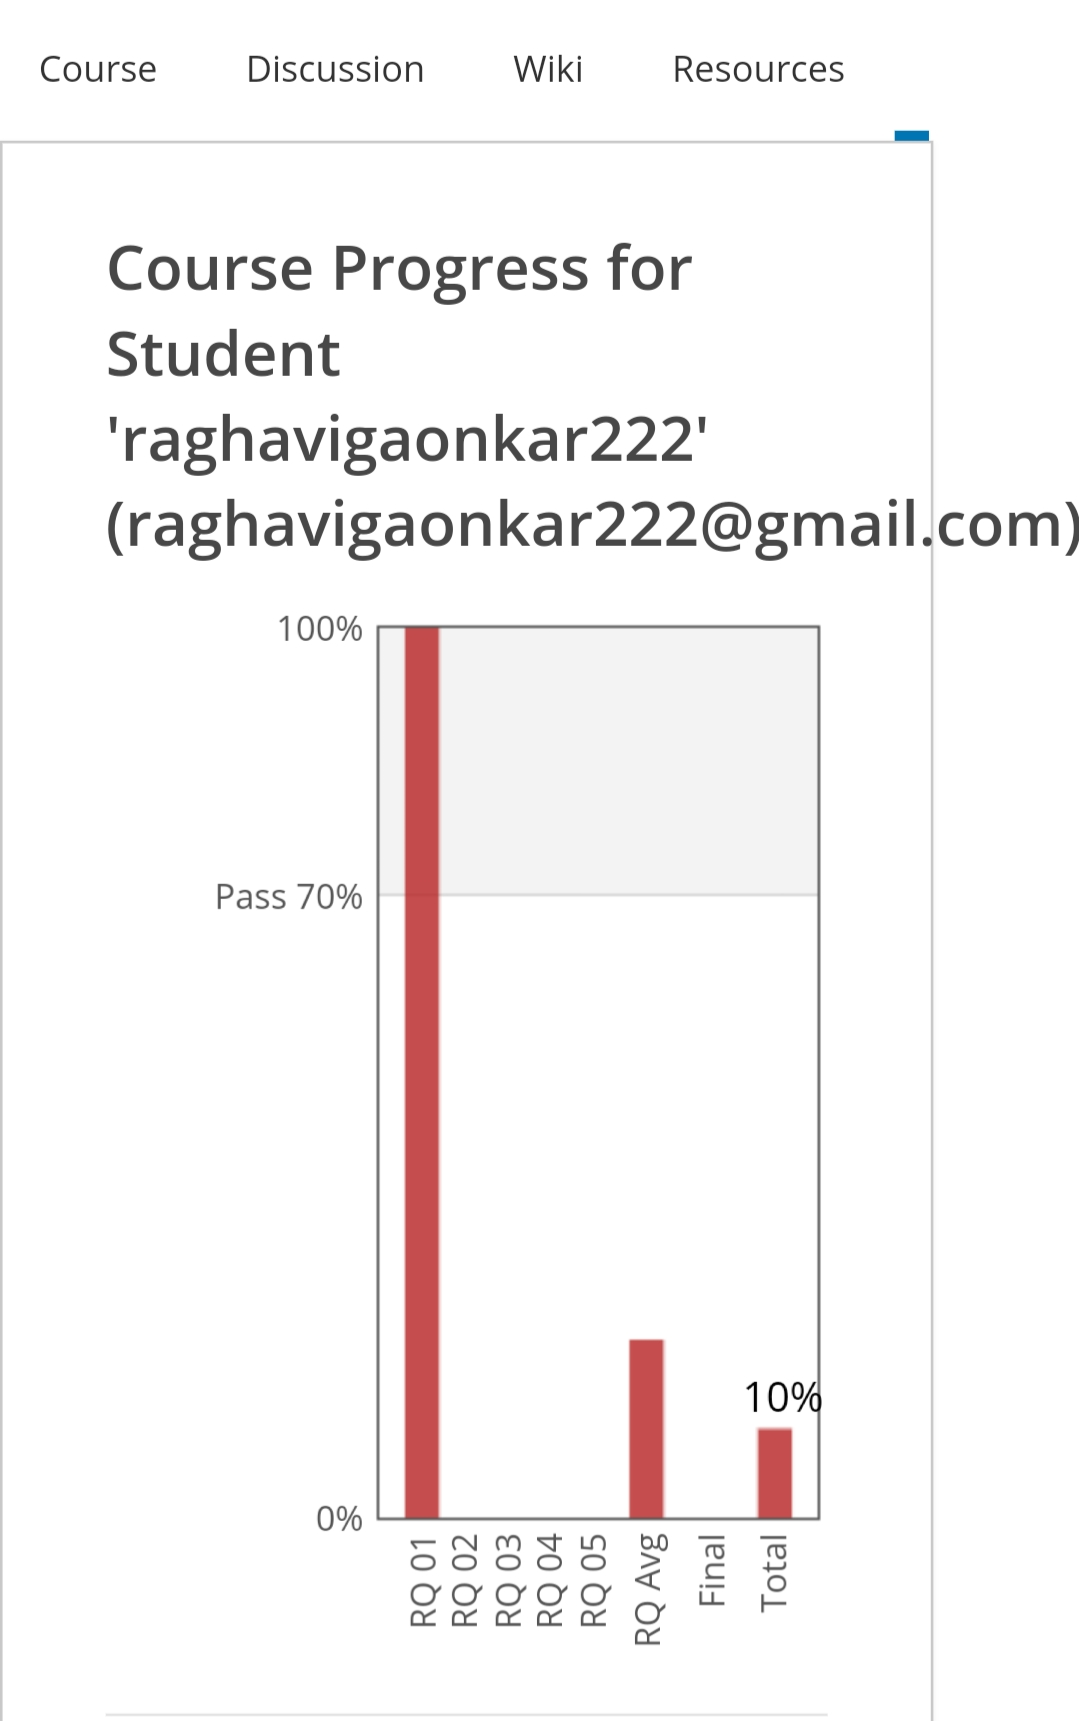 Course Discussion Wiki Resources
Course Progress for
Student
'raghavigaonkar222'
(raghavigaonkar222@gmail.com)
100%
Pass 70%
10%
0%
RQ 01
RQ 02
RQ 03
RQ 04
RQ 05
RQ Avg
Final
Total